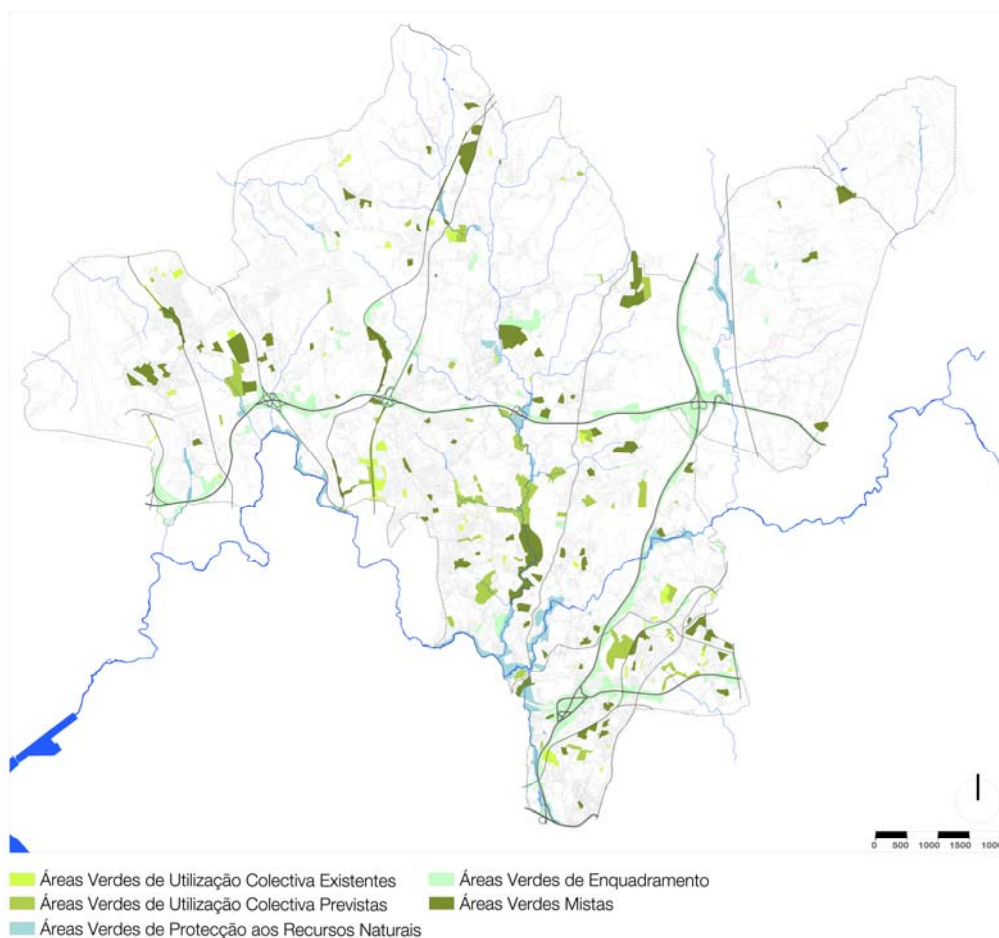 0 500 1000 1500 1000
Áreas Verdes de Utilização Colectiva Existentes
Áreas Verdes de Enquadramento
Áreas Verdes de Utilização Colectiva Previstas
Áreas Verdes Mistas
Áreas Verdes de Protecção aos Recursos Naturais